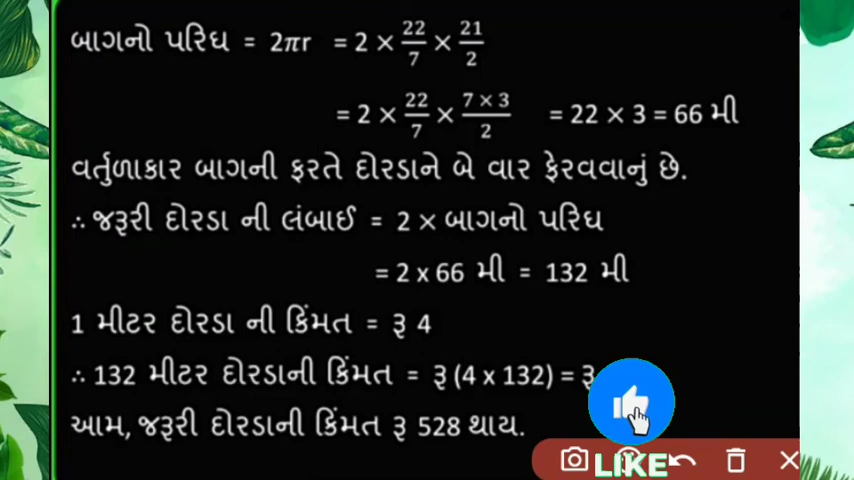 બાગનો પરિઘ = 2πr = 2 × 22/7 × 21/2
= 2 × 22/7 × 7 × 3/2 = 22 × 3 = 66 મી
વર્તુળાકાર બાગની ફરતે દોરડાને બે વાર ફેરવવાનું છે.
∴ જરૂરી દોરડા ની લંબાઈ = 2 × બાગનો પરિઘ
= 2 x 66 મી = 132 મી
1 મીટર દોરડા ની કિંમત = રૂ 4
∴ 132 મીટર દોરડાની કિંમત = રૂ (4 x 132) = રૂ
આમ, જરૂરી દોરડાની કિંમત રૂ 528 થાય.
LIKE